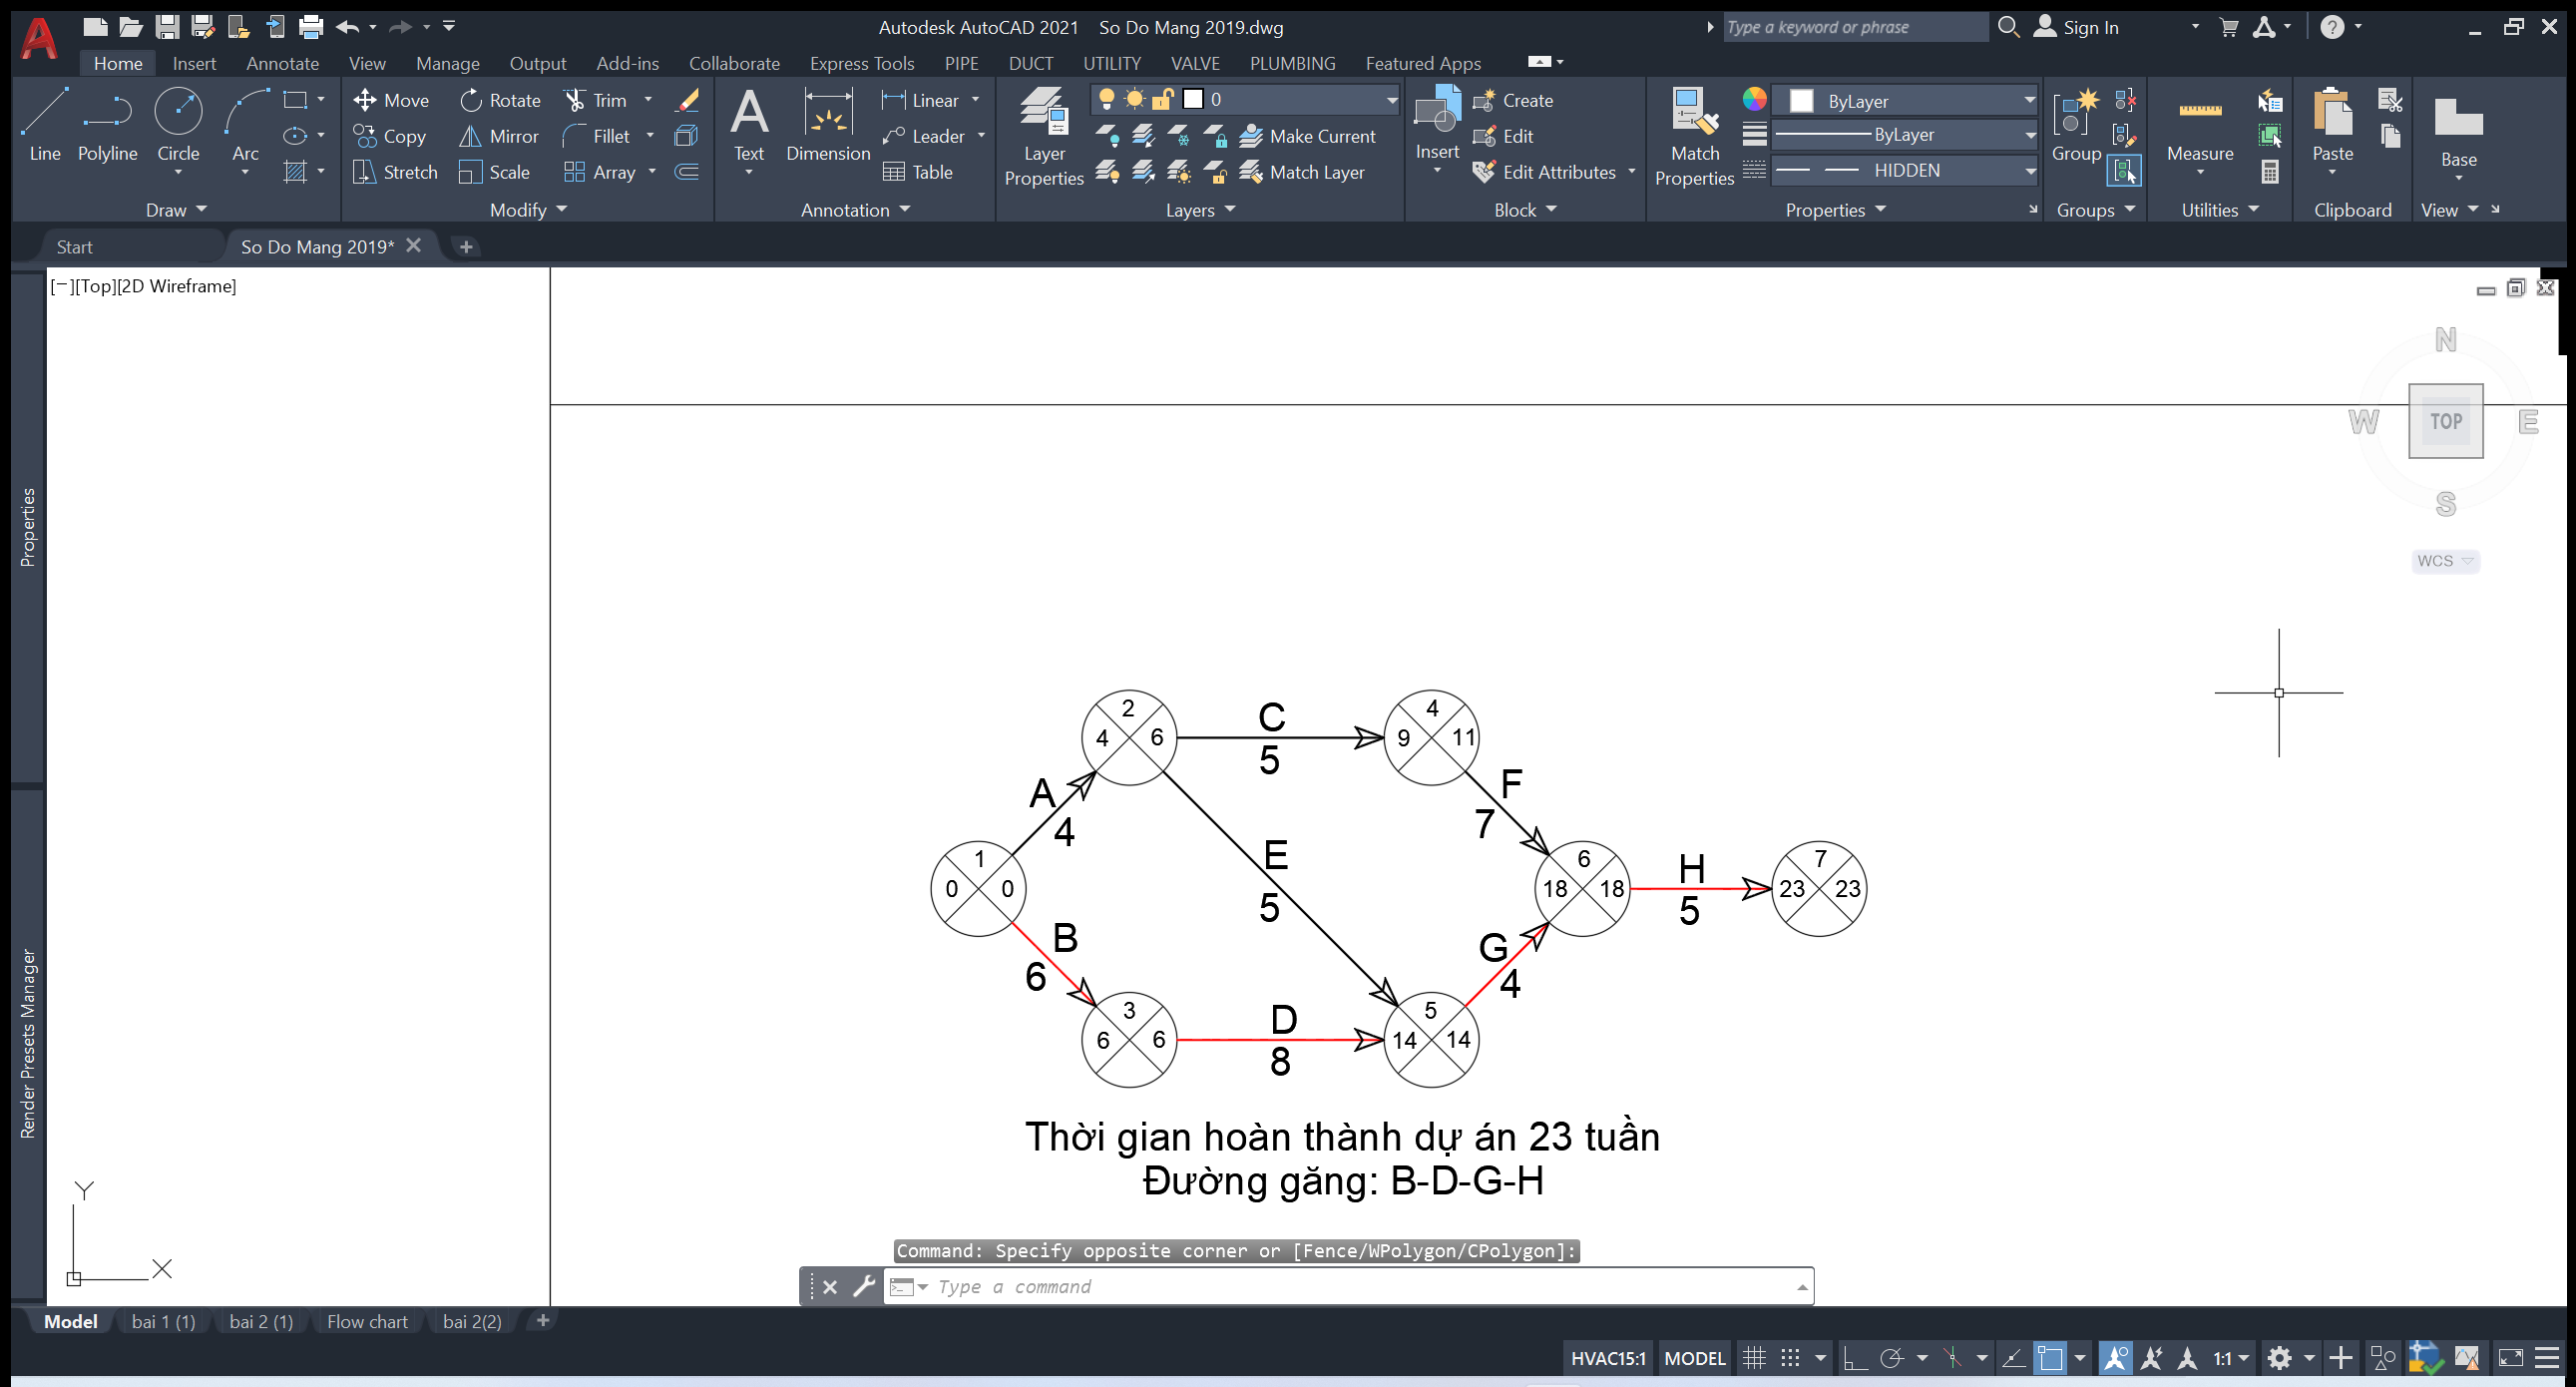 Autodesk AutoCAD 2021 So Do Mang 2019.dwg
Type a keyword or phrase
Sign In
Home Insert Annotate View Manage Output Add-ins Collaborate Express Tools PIPE DUCT UTILITY VALVE PLUMBING Featured Apps
Line Polyline Circle Arc
Draw
Move Rotate Trim
Copy Mirror Fillet
Stretch Scale Array
Modify
Text Dimension
Linear
Leader
Table
Annotation
Layer Properties
0
Make Current
Match Layer
Layers
Insert
Create
Edit
Edit Attributes
Block
Match Properties
ByLayer
ByLayer
HIDDEN
Properties
Group
Groups
Measure
Utilities
Paste
Clipboard
Base
View
Start So Do Mang 2019*
[−][Top][2D Wireframe]
Properties
Render Presets Manager
N
W TOP E
S
WCS
2
4 6
C
5
4
9 11
A
4
F
7
1
0 0
E
5
6
18 18
H
5
7
23 23
B
6
G
4
3
6 6
D
8
5
14 14
Thời gian hoàn thành dự án 23 tuần
Đường găng: B-D-G-H
Y
X
Command: Specify opposite corner or [Fence/WPolygon/CPolygon]:
Type a command
Model bai 1 (1) bai 2 (1) Flow chart bai 2(2)
HVAC15:1 MODEL 1:1